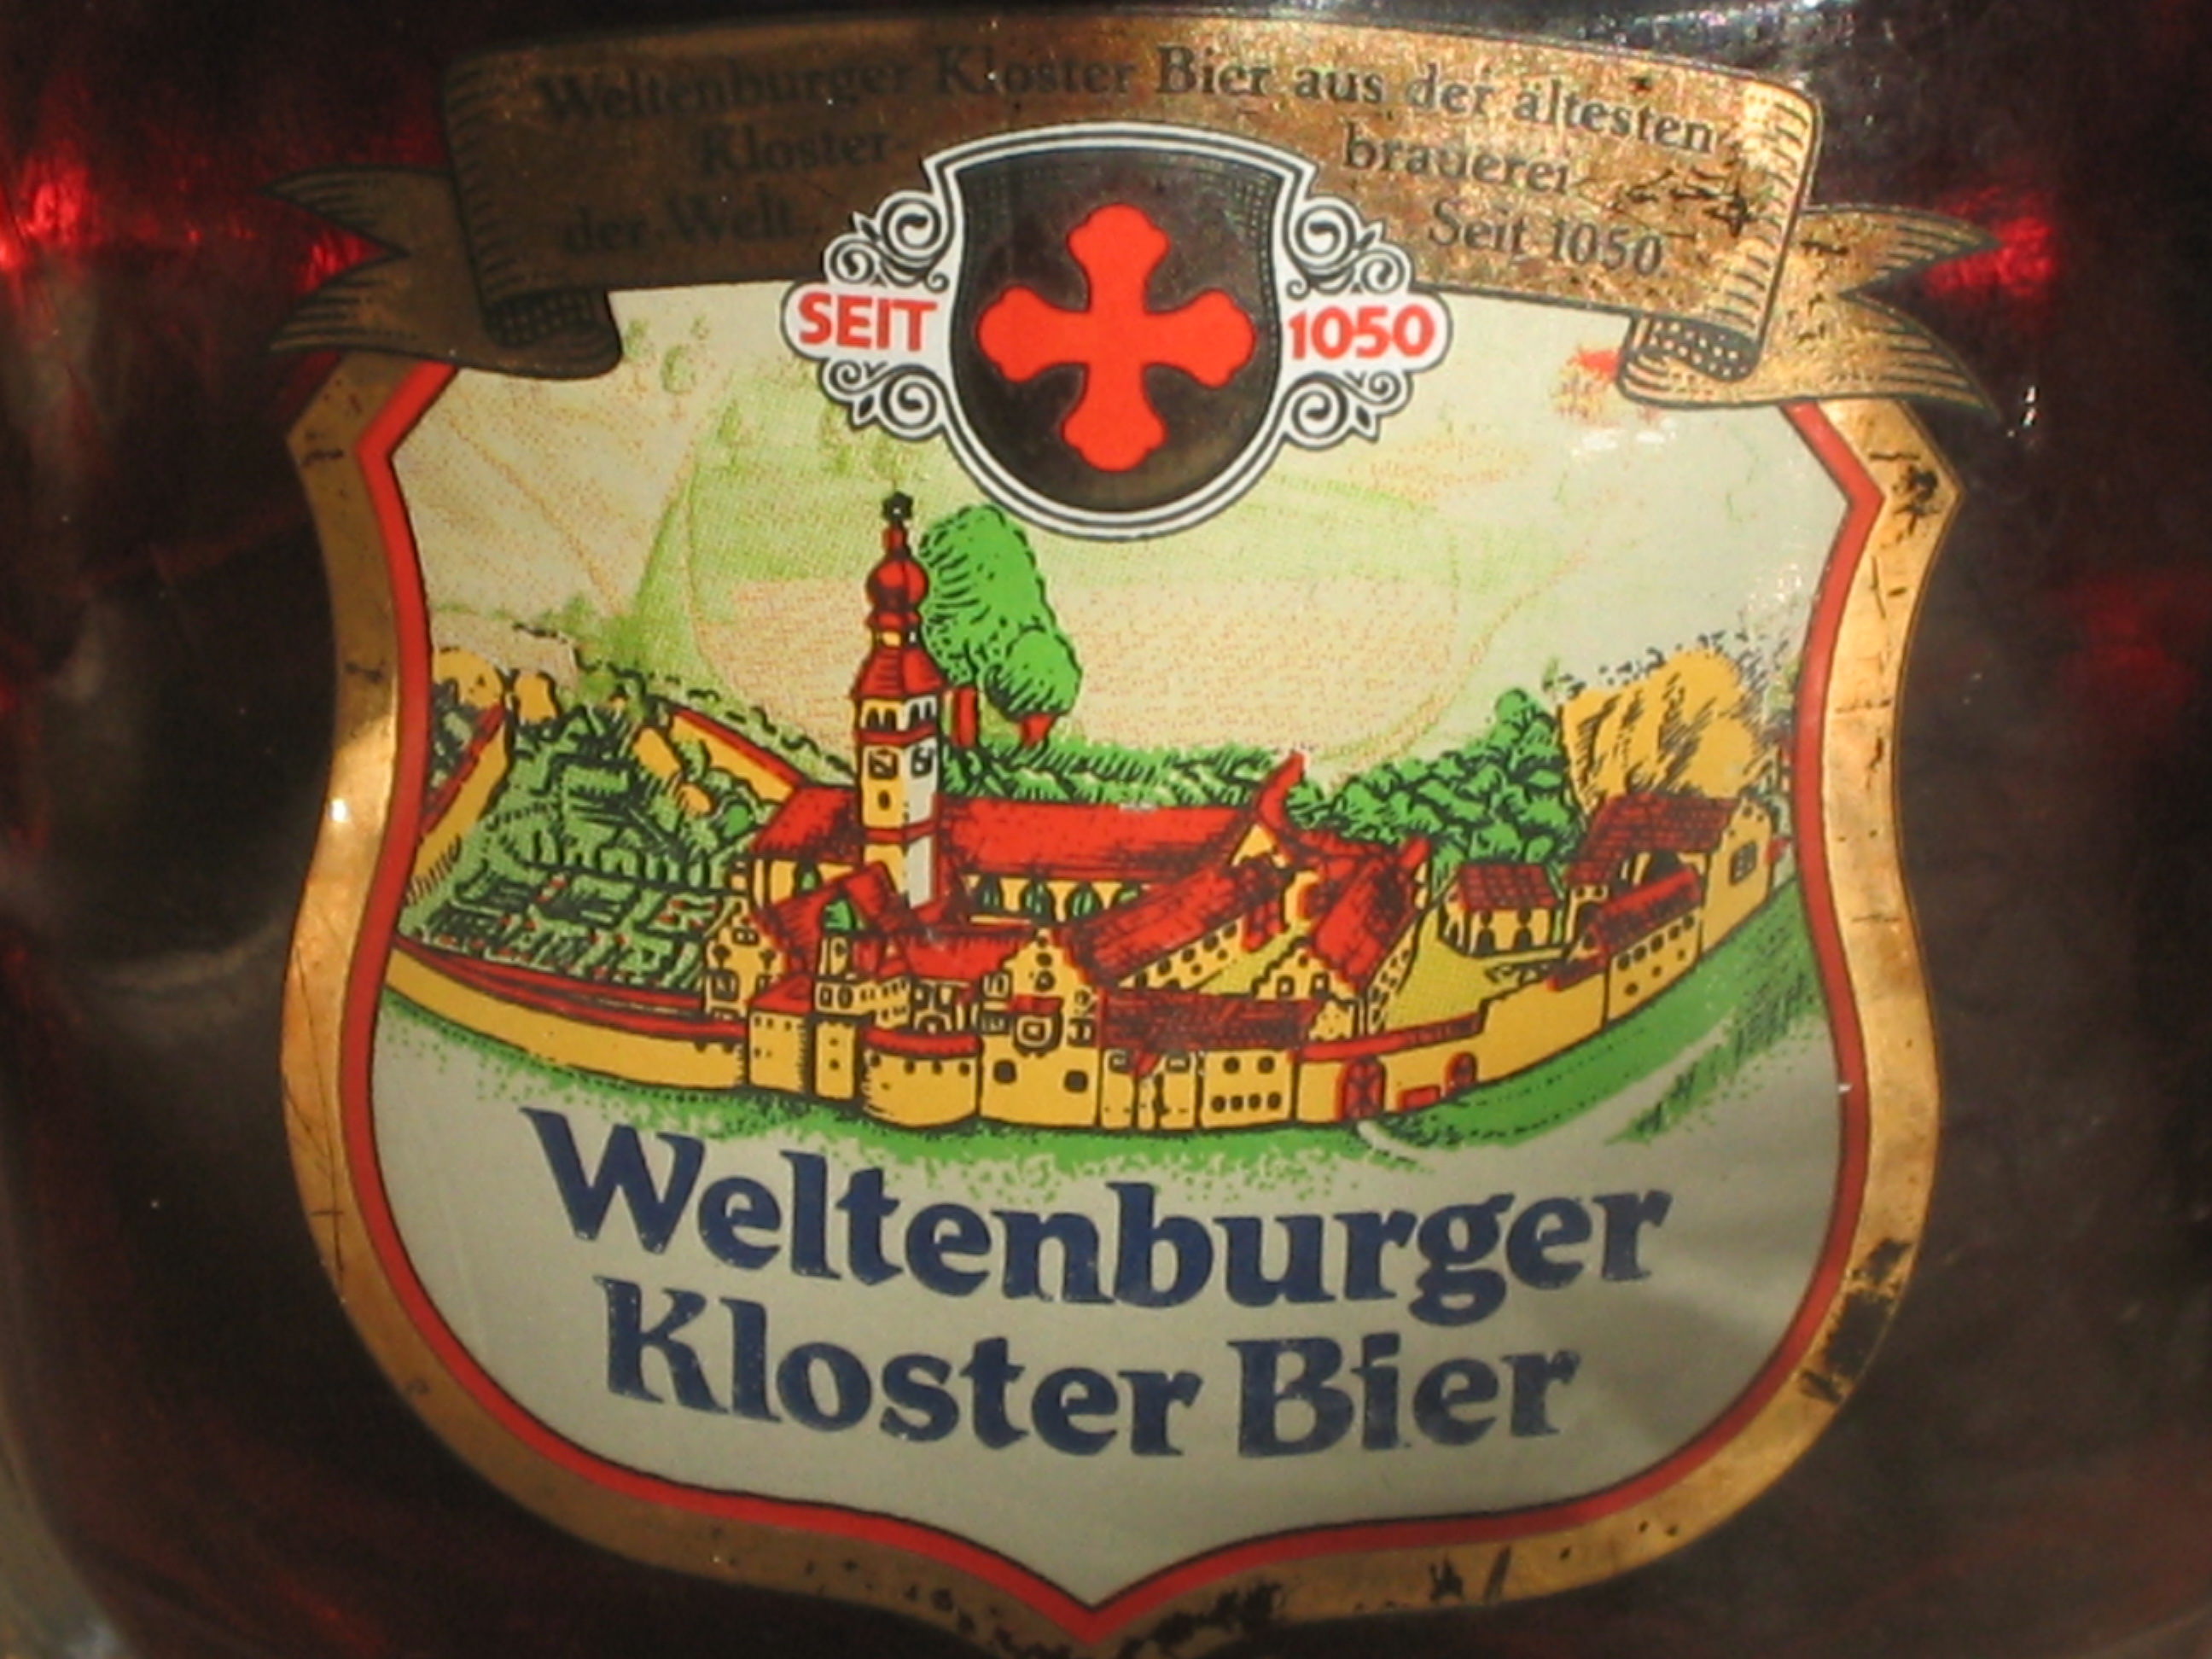 Weltenburger Kloster Bier aus der ältesten
Kloster- brauerei
der Welt. Seit 1050
SEIT 1050
Weltenburger
Kloster Bier